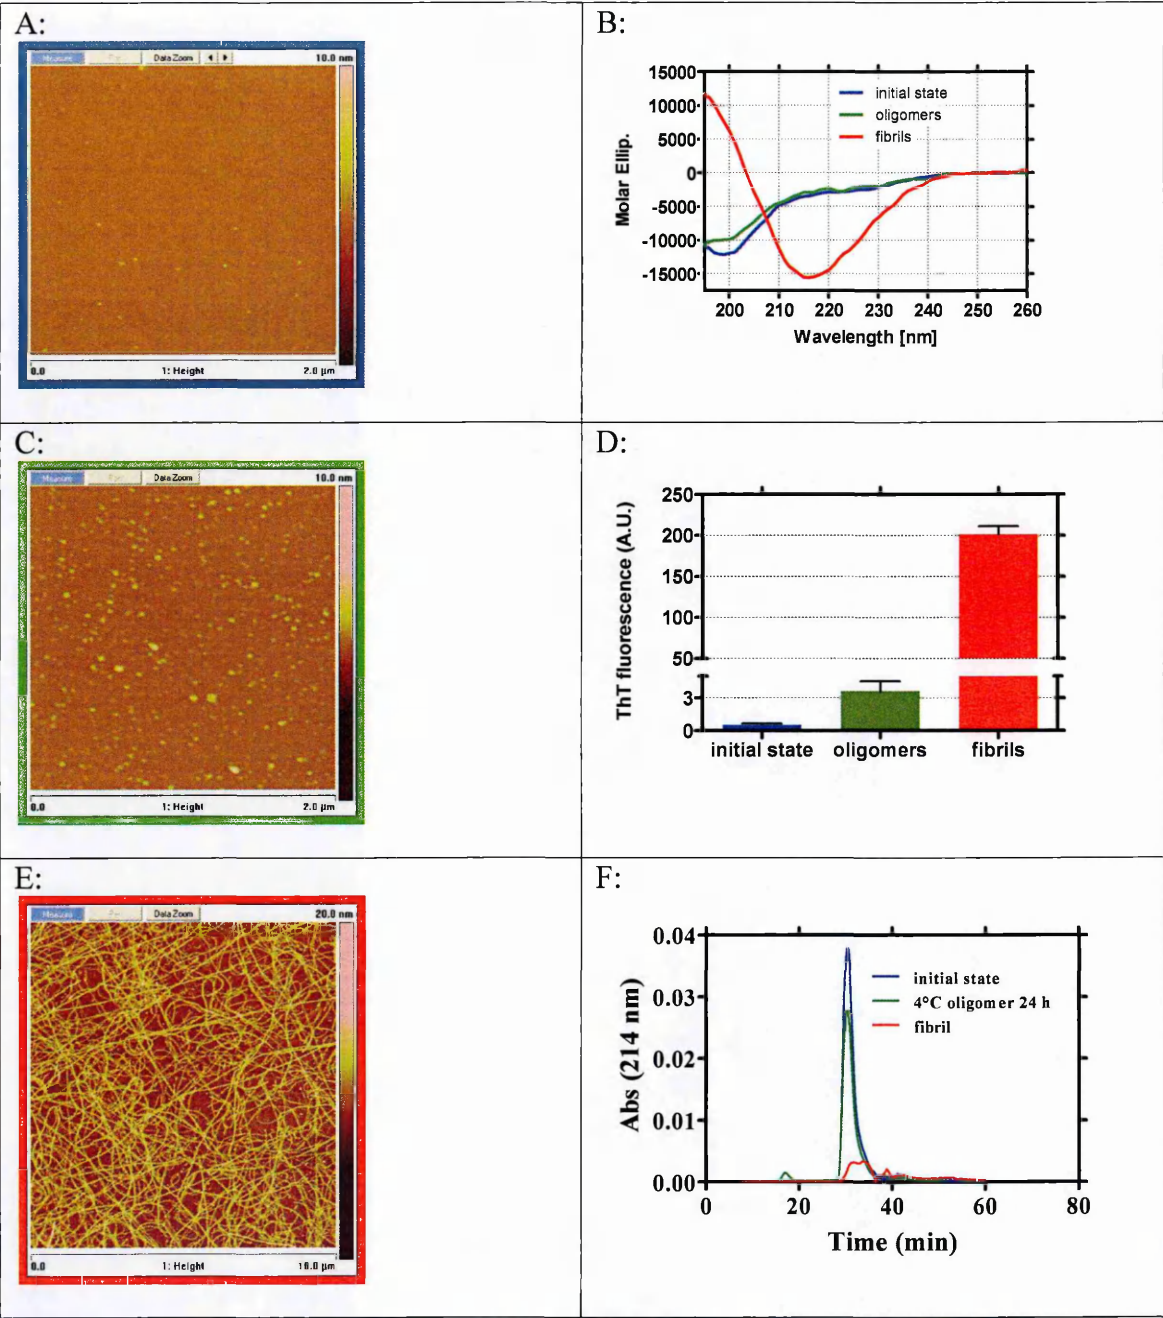 A:
Measure
Data Zoom
10.0 nm
0.0
1: Height
2.0 µm
B:
15000
10000
5000
0
-5000
-10000
-15000
Molar Ellip.
initial state
oligomers
fibrils
200 210 220 230 240 250 260
Wavelength [nm]
C:
Measure
Data Zoom
10.0 nm
0.0
1: Height
2.0 µm
D:
250
200
150
100
50
3
0
ThT fluorescence (A.U.)
initial state oligomers fibrils
E:
Measure
Data Zoom
20.0 nm
0.0
1: Height
F:
0.04
0.03
0.02
0.01
0.00
Abs (214 nm)
initial state
4°C oligomer 24 h
fibril
0 20 40 60 80
Time (min)